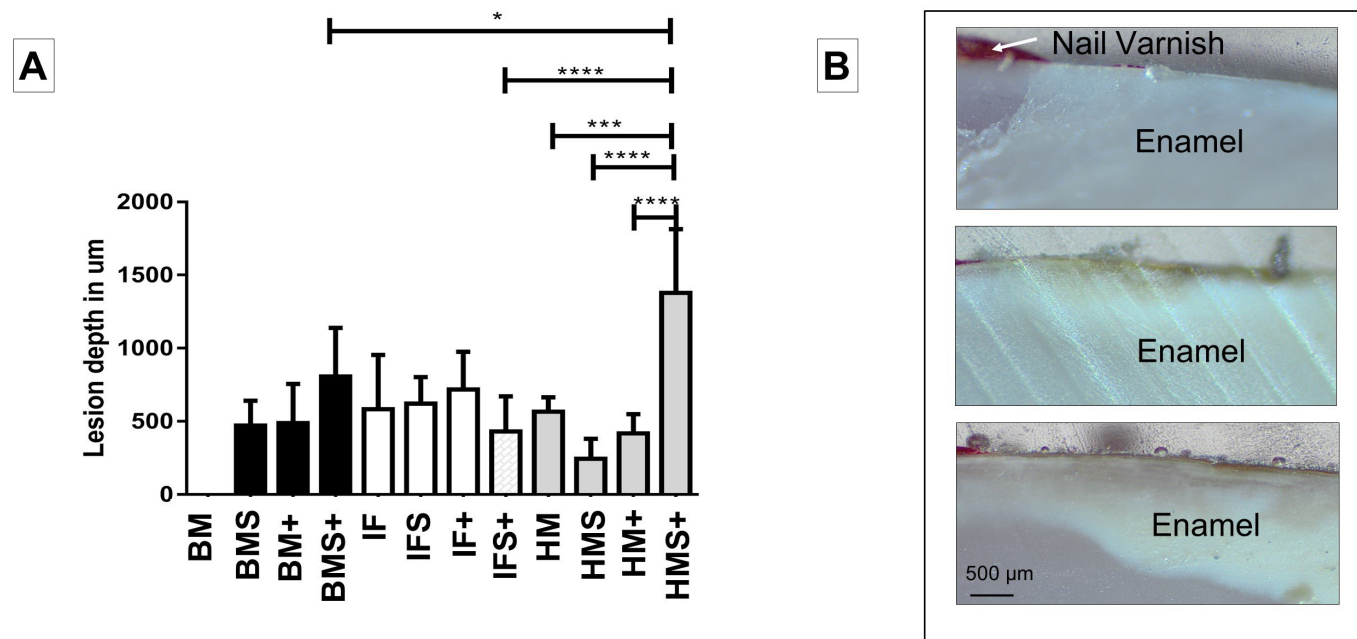 A
*
****
***
****
****
Lesion depth in um
2000
1500
1000
500
0
BM
BMS
BM+
BMS+
IF
IFS
IF+
IFS+
HM
HMS
HM+
HMS+
B
Nail Varnish
Enamel
Enamel
Enamel
500 µm